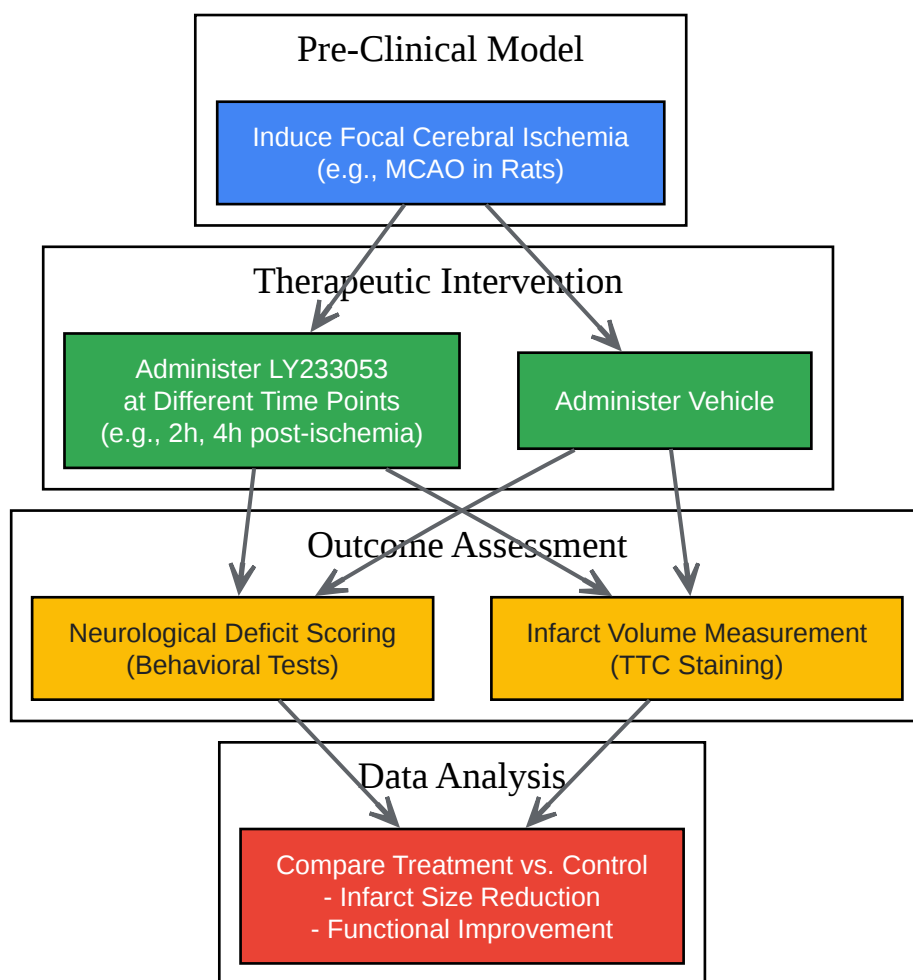 Pre-Clinical Model
Induce Focal Cerebral Ischemia
(e.g., MCAO in Rats)
Therapeutic Intervention
Administer LY233053
at Different Time Points
(e.g., 2h, 4h post-ischemia)
Administer Vehicle
Outcome Assessment
Neurological Deficit Scoring
(Behavioral Tests)
Infarct Volume Measurement
(TTC Staining)
Data Analysis
Compare Treatment vs. Control
- Infarct Size Reduction
- Functional Improvement